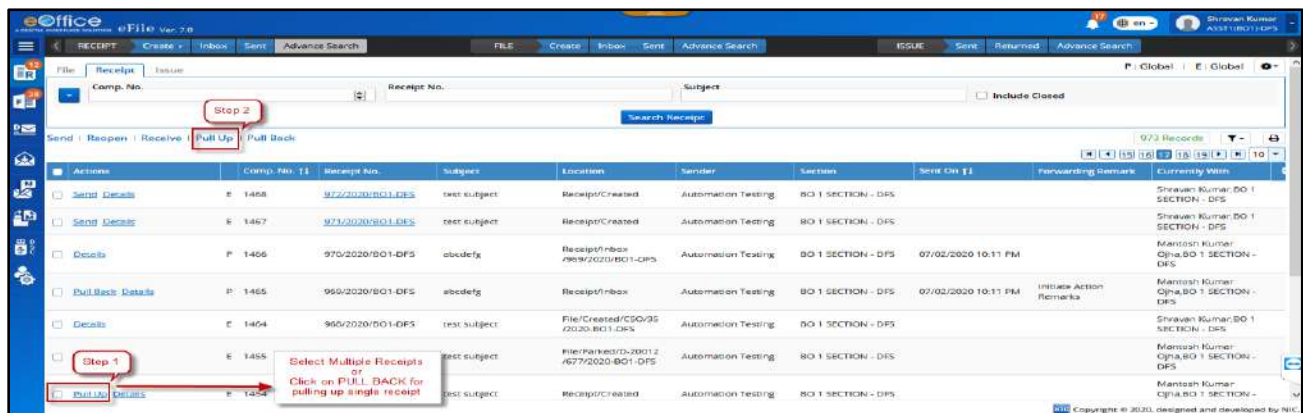 eOffice
eFile Ver. 7.0
17
en
Shravan Kumar
RECEIPT Create Inbox Sent Advance Search FILE Create Inbox Sent Advance Search ISSUE Sent Returned Advance Search
File Receipt Issue
P : Global | E : Global
Comp. No. Receipt No. Subject
Include Closed
Step 2
Search Receipt
Send | Reopen | Receive | Pull Up | Pull Back
973 Records
15 16 17 18 19 10
Actions Comp. No. Receipt No. Subject Location Sender Section Sent On Forwarding Remark Currently With
Send Details E 1468 972/2020/BO1-DFS test subject Receipt/Created Automation Testing BO 1 SECTION - DFS Shravan Kumar,BO 1 SECTION - DFS
Send Details E 1467 971/2020/BO1-DFS test subject Receipt/Created Automation Testing BO 1 SECTION - DFS Shravan Kumar,BO 1 SECTION - DFS
Details P 1466 970/2020/BO1-DFS abcdefg Receipt/Inbox /969/2020/BO1-DFS Automation Testing BO 1 SECTION - DFS 07/02/2020 10:11 PM Mantosh Kumar Ojha,BO 1 SECTION - DFS
Pull Back Details P 1465 969/2020/BO1-DFS abcdefg Receipt/Inbox Automation Testing BO 1 SECTION - DFS 07/02/2020 10:11 PM Initiate Action Remarks Mantosh Kumar Ojha,BO 1 SECTION - DFS
Details E 1464 968/2020/BO1-DFS test subject File/Created/CSO/35 /2020-BO1-DFS Automation Testing BO 1 SECTION - DFS Shravan Kumar,BO 1 SECTION - DFS
E 1455 test subject File/Parked/D-20012 /677/2020-BO1-DFS Automation Testing BO 1 SECTION - DFS Mantosh Kumar Ojha,BO 1 SECTION - DFS
Step 1
Select Multiple Receipts
or
Click on PULL BACK for
pulling up single receipt
Pull Up Details E 1454 test subject Receipt/Created Automation Testing BO 1 SECTION - DFS Mantosh Kumar Ojha,BO 1 SECTION -
NIC Copyright © 2020, designed and developed by NIC